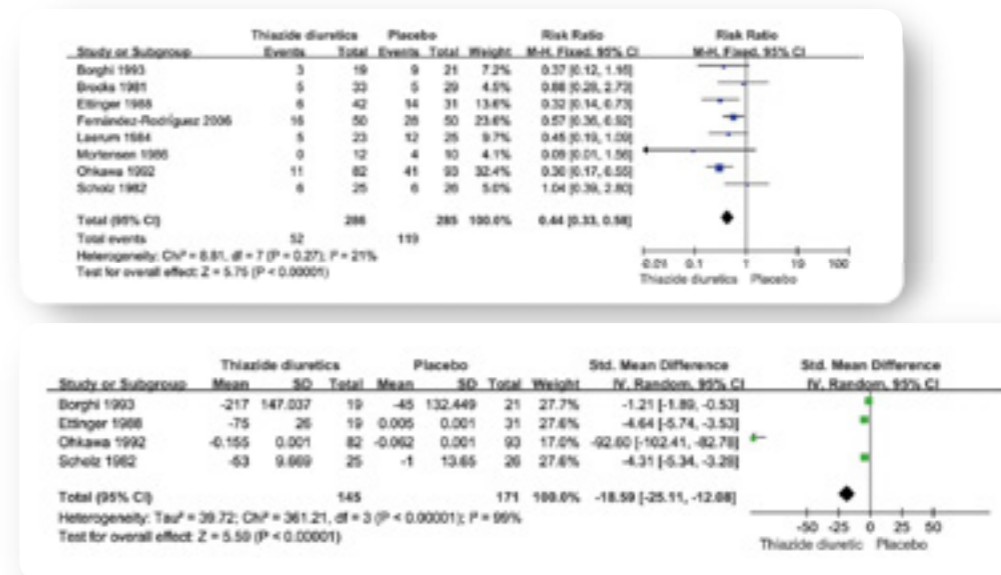 Thiazide diuretics Placebo Risk Ratio Risk Ratio
Study or Subgroup Events Total Events Total Weight M-H, Fixed, 95% CI M-H, Fixed, 95% CI
Borghi 1993 3 19 9 21 7.2% 0.37 [0.12, 1.16]
Brocks 1981 5 33 5 29 4.5% 0.88 [0.28, 2.73]
Ettinger 1988 6 42 14 31 13.6% 0.32 [0.14, 0.73]
Fernández-Rodríguez 2006 16 50 28 50 23.6% 0.57 [0.36, 0.92]
Laerum 1984 5 23 12 25 9.7% 0.45 [0.19, 1.09]
Mortensen 1986 0 12 4 10 4.1% 0.09 [0.01, 1.56]
Ohkawa 1992 11 82 41 93 32.4% 0.30 [0.17, 0.55]
Scholz 1982 6 25 6 26 5.0% 1.04 [0.39, 2.80]
Total (95% CI) 286 285 100.0% 0.44 [0.33, 0.58]
Total events 52 119
Heterogeneity: Chi² = 8.81, df = 7 (P = 0.27); I² = 21%
Test for overall effect: Z = 5.75 (P < 0.00001)
0.01 0.1 1 10 100
Thiazide diuretics Placebo
Thiazide diuretics Placebo Std. Mean Difference Std. Mean Difference
Study or Subgroup Mean SD Total Mean SD Total Weight IV, Random, 95% CI IV, Random, 95% CI
Borghi 1993 -217 147.037 19 -45 132.449 21 27.7% -1.21 [-1.89, -0.53]
Ettinger 1988 -75 26 19 0.005 0.001 31 27.6% -4.64 [-5.74, -3.53]
Ohkawa 1992 -0.155 0.001 82 -0.062 0.001 93 17.0% -92.60 [-102.41, -82.78]
Scholz 1982 -53 9.669 25 -1 13.65 26 27.6% -4.31 [-5.34, -3.28]
Total (95% CI) 145 171 100.0% -18.59 [-25.11, -12.08]
Heterogeneity: Tau² = 39.72; Chi² = 361.21, df = 3 (P < 0.00001); I² = 99%
Test for overall effect: Z = 5.59 (P < 0.00001)
-50 -25 0 25 50
Thiazide diuretic Placebo